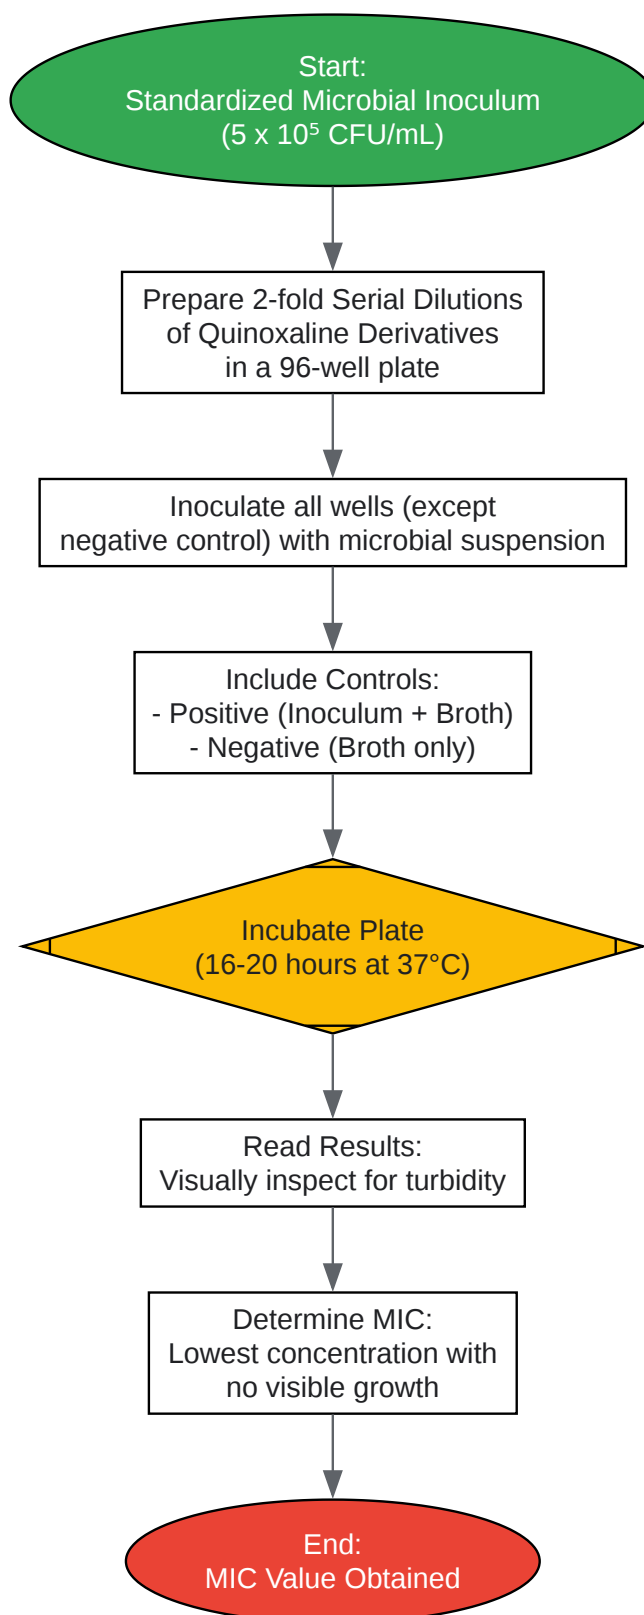 Start:
Standardized Microbial Inoculum
(5 x 10⁵ CFU/mL)
Prepare 2-fold Serial Dilutions
of Quinoxaline Derivatives
in a 96-well plate
Inoculate all wells (except
negative control) with microbial suspension
Include Controls:
- Positive (Inoculum + Broth)
- Negative (Broth only)
Incubate Plate
(16-20 hours at 37°C)
Read Results:
Visually inspect for turbidity
Determine MIC:
Lowest concentration with
no visible growth
End:
MIC Value Obtained